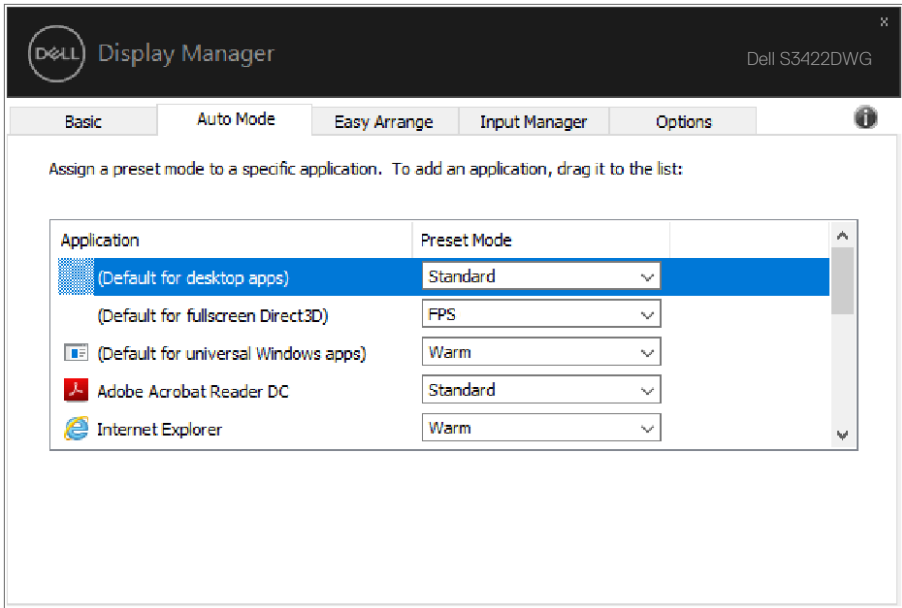 x
DELL Display Manager
Dell S3422DWG
Basic Auto Mode Easy Arrange Input Manager Options
Assign a preset mode to a specific application. To add an application, drag it to the list:
Application Preset Mode
(Default for desktop apps) Standard
(Default for fullscreen Direct3D) FPS
(Default for universal Windows apps) Warm
Adobe Acrobat Reader DC Standard
Internet Explorer Warm